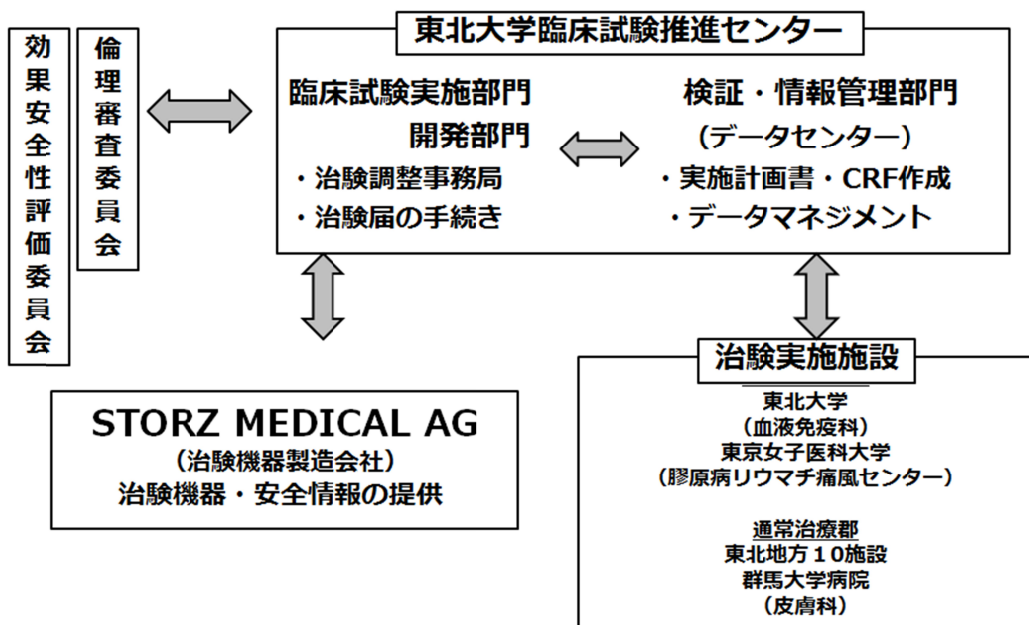 効果安全性評価委員会
倫理審査委員会
東北大学臨床試験推進センター
臨床試験実施部門
開発部門
・治験調整事務局
・治験届の手続き
検証・情報管理部門
(データセンター)
・実施計画書・CRF作成
・データマネジメント
STORZ MEDICAL AG
(治験機器製造会社)
治験機器・安全情報の提供
治験実施施設
東北大学
(血液免疫科)
東京女子医科大学
(膠原病リウマチ痛風センター)
通常治療郡
東北地方10施設
群馬大学病院
(皮膚科)